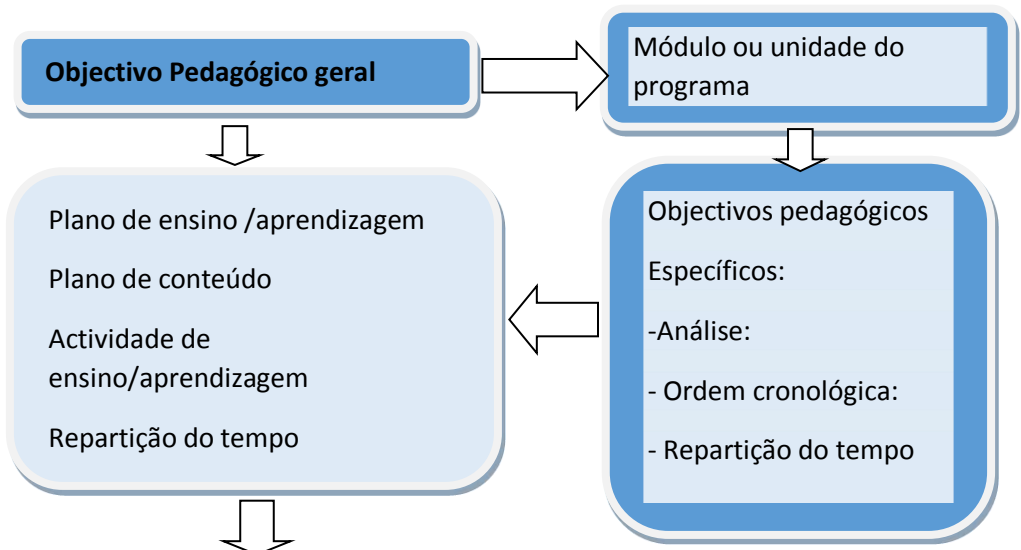 Objectivo Pedagógico geral
Módulo ou unidade do
programa
Plano de ensino /aprendizagem
Plano de conteúdo
Actividade de
ensino/aprendizagem
Repartição do tempo
Objectivos pedagógicos
Específicos:
-Análise:
- Ordem cronológica:
- Repartição do tempo